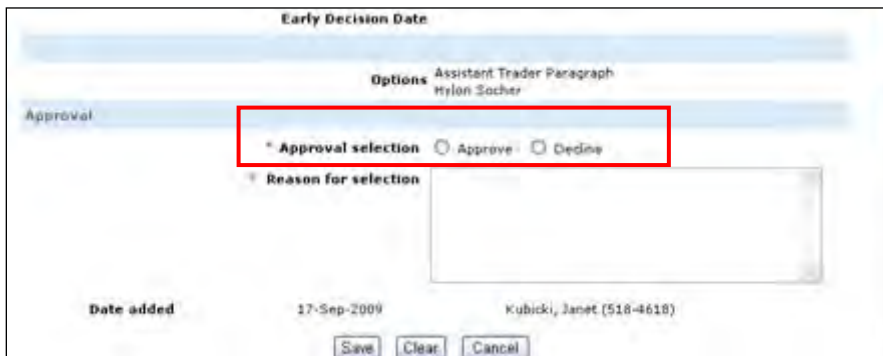 Early Decision Date
Options Assistant Trader Paragraph
Hylon Socher
Approval
* Approval selection Approve Decline
* Reason for selection
Date added 17-Sep-2009 Kubicki, Janet (518-4618)
Save Clear Cancel